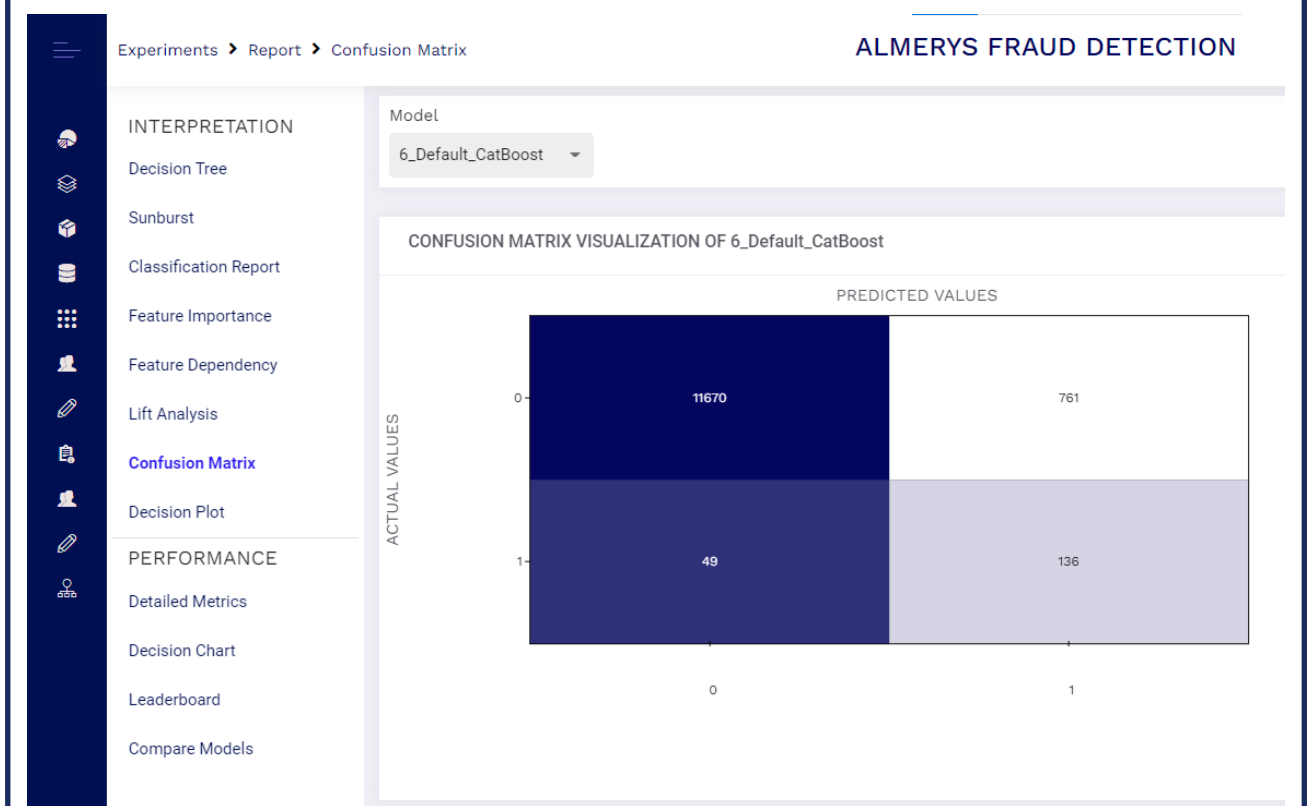 Experiments > Report > Confusion Matrix
ALMERYS FRAUD DETECTION
INTERPRETATION
Decision Tree
Sunburst
Classification Report
Feature Importance
Feature Dependency
Lift Analysis
Confusion Matrix
Decision Plot
PERFORMANCE
Detailed Metrics
Decision Chart
Leaderboard
Compare Models
Model
6_Default_CatBoost
CONFUSION MATRIX VISUALIZATION OF 6_Default_CatBoost
PREDICTED VALUES
ACTUAL VALUES
0 11670 761
1 49 136
0 1